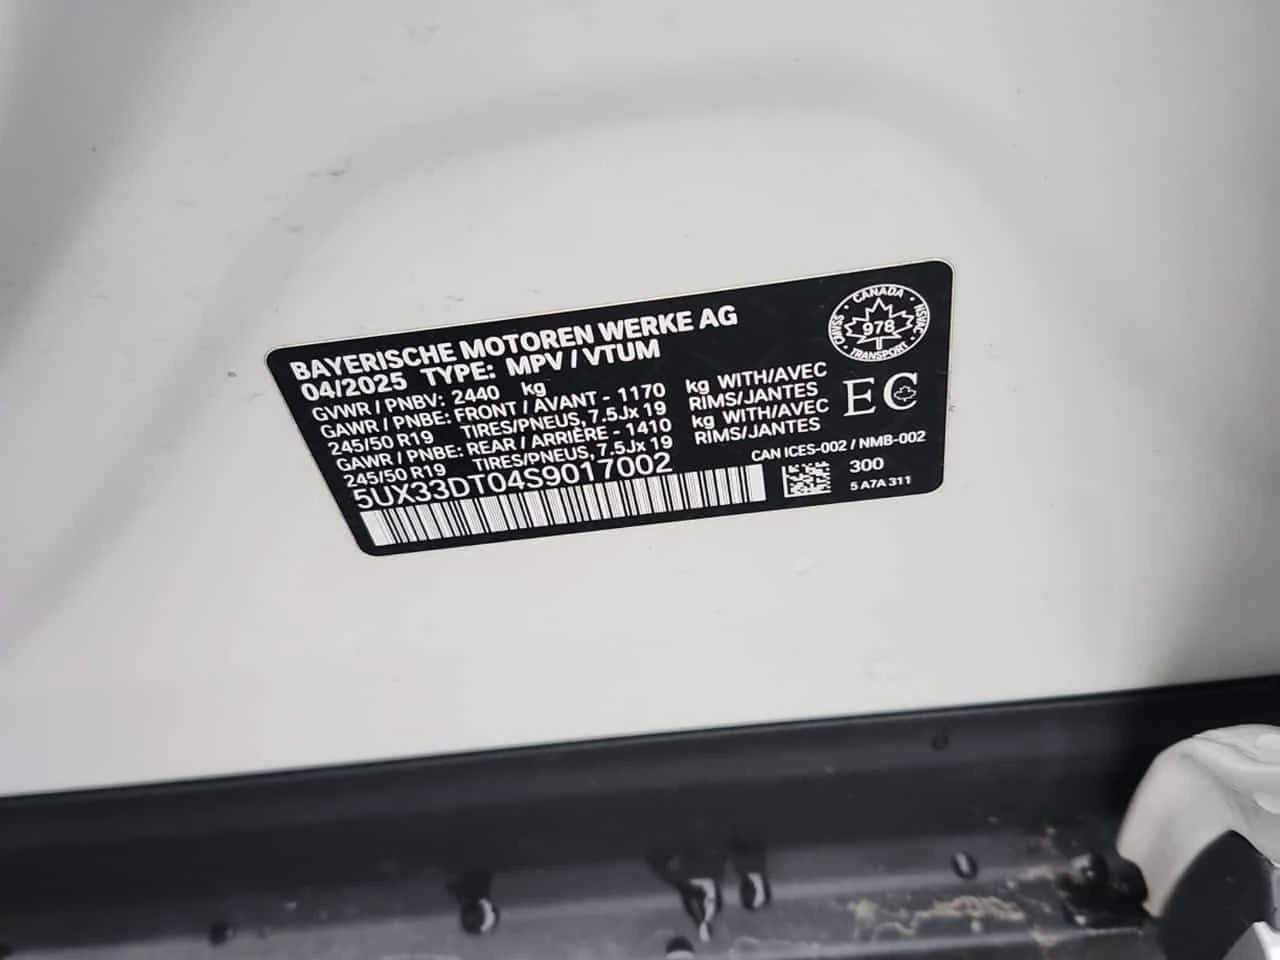 BAYERISCHE MOTOREN WERKE AG
04/2025 TYPE: MPV / VTUM
GVWR / PNBV: 2440 kg
GAWR / PNBE: FRONT / AVANT - 1170 kg WITH/AVEC
245/50 R19 TIRES/PNEUS, 7.5Jx 19 RIMS/JANTES
GAWR / PNBE: REAR / ARRIÈRE - 1410 kg WITH/AVEC
245/50 R19 TIRES/PNEUS, 7.5Jx 19 RIMS/JANTES
5UX33DT04S9017002
CANADA
CMVSS
978
NSVAC
TRANSPORT
EC
CAN ICES-002 / NMB-002
300
5 A7A 311